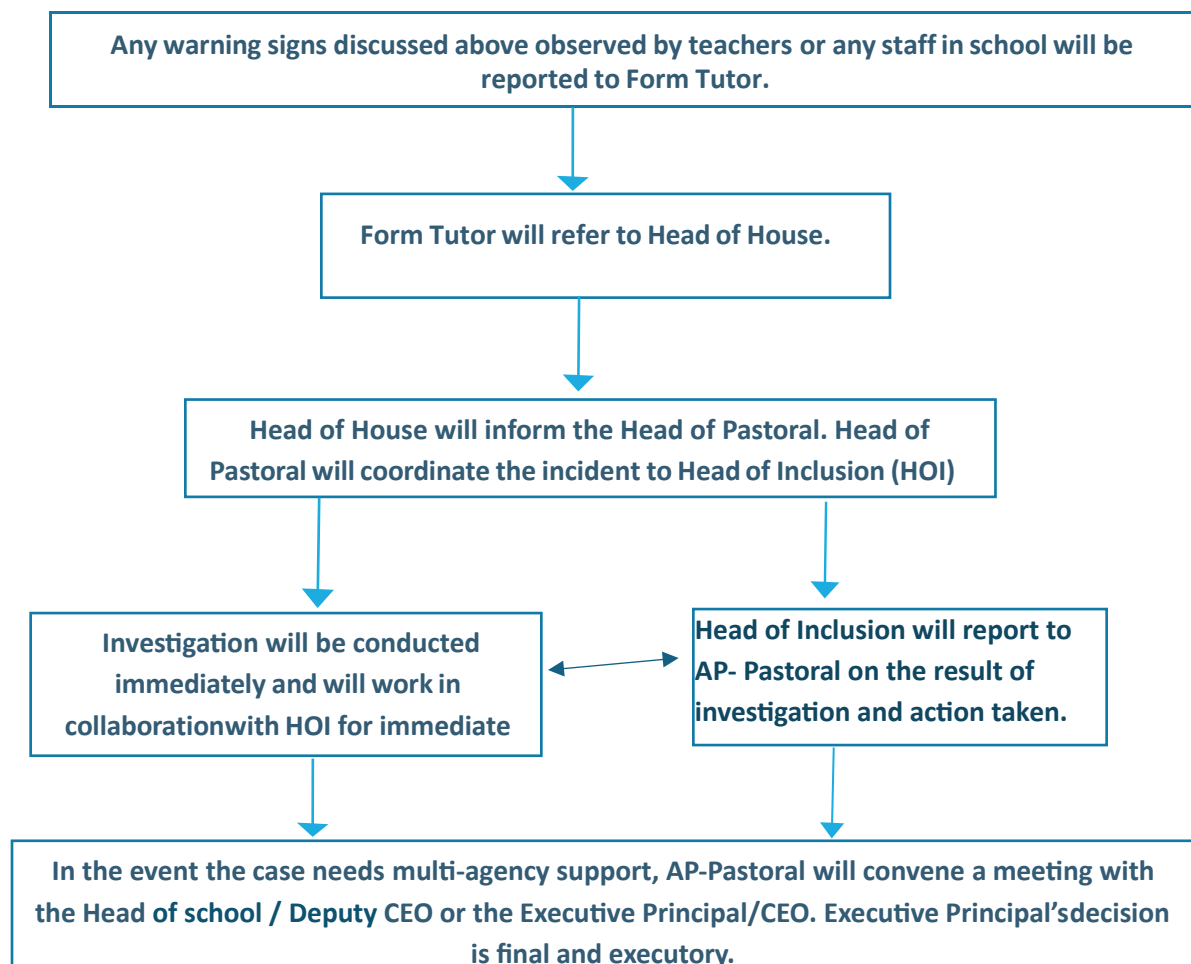 Any warning signs discussed above observed by teachers or any staff in school will be
reported to Form Tutor.
Form Tutor will refer to Head of House.
Head of House will inform the Head of Pastoral. Head of
Pastoral will coordinate the incident to Head of Inclusion (HOI)
Investigation will be conducted
immediately and will work in
collaborationwith HOI for immediate
Head of Inclusion will report to
AP- Pastoral on the result of
investigation and action taken.
In the event the case needs multi-agency support, AP-Pastoral will convene a meeting with
the Head of school / Deputy CEO or the Executive Principal/CEO. Executive Principal'sdecision
is final and executory.